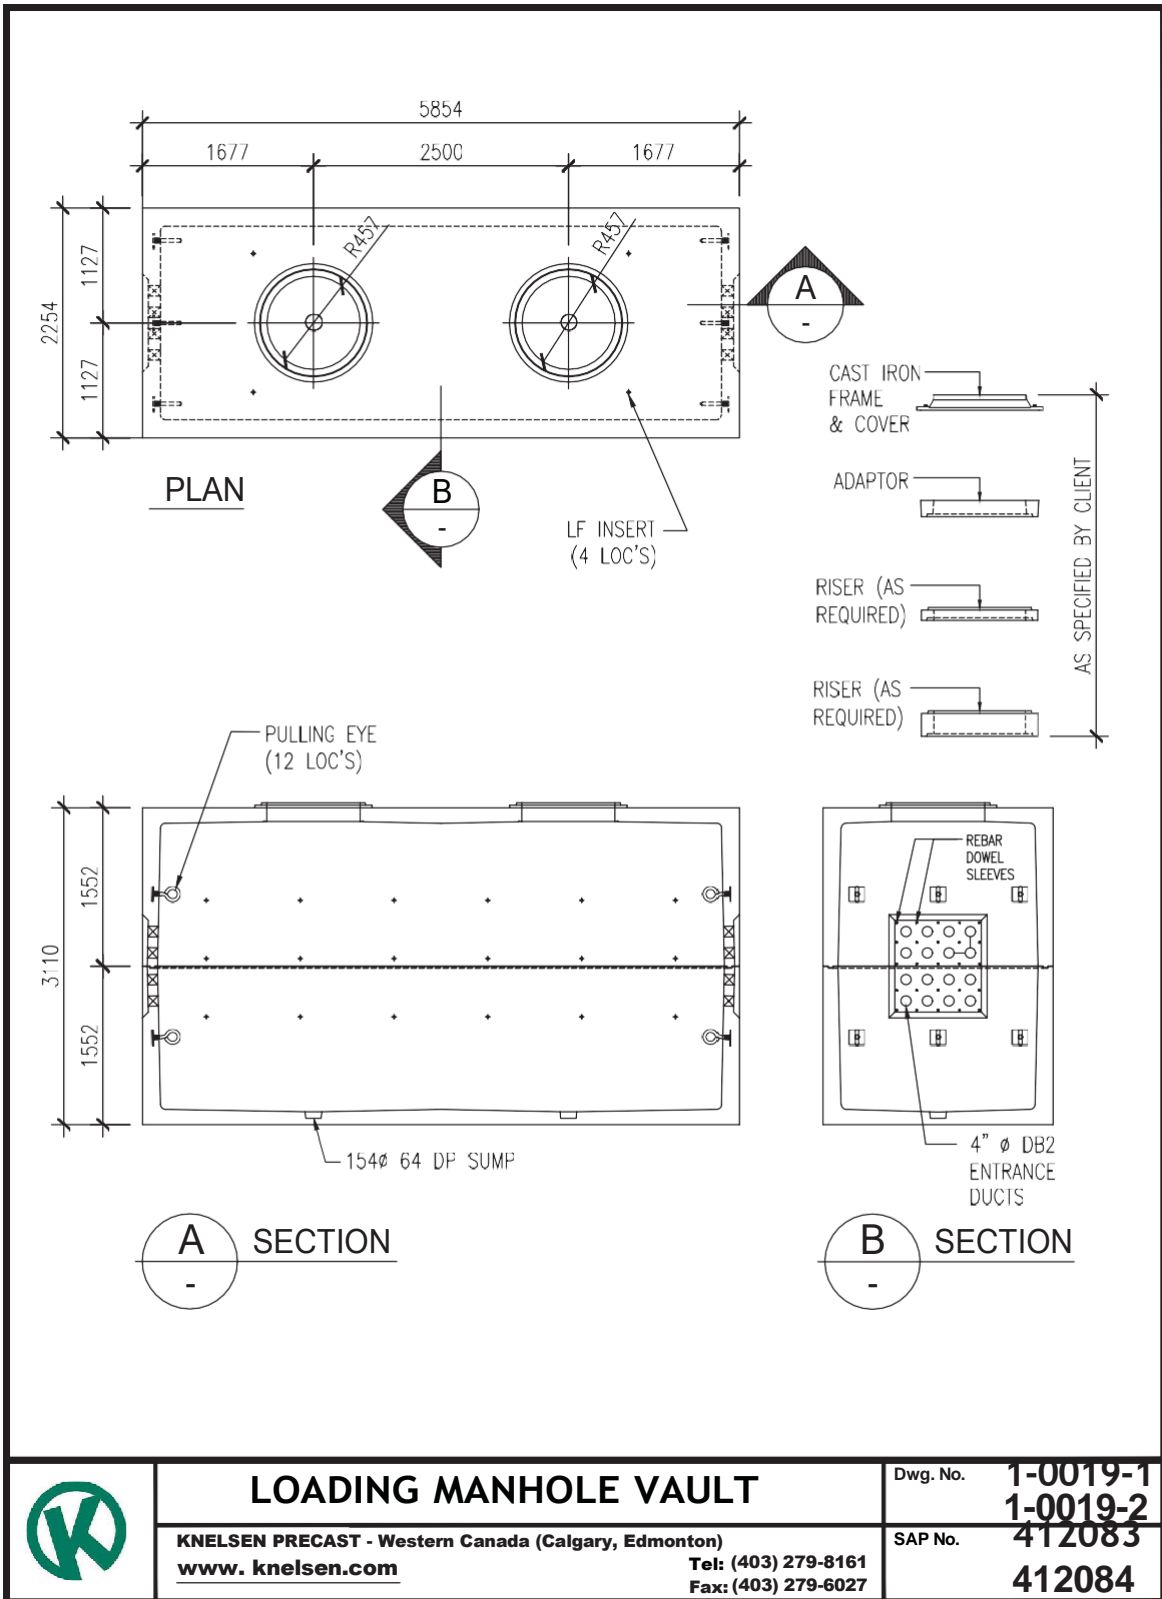 5854
1677
2500
1677
R457
R457
2254
1127
1127
A
-
PLAN
B
-
LF INSERT
(4 LOC'S)
CAST IRON
FRAME
& COVER
ADAPTOR
RISER (AS
REQUIRED)
RISER (AS
REQUIRED)
AS SPECIFIED BY CLIENT
PULLING EYE
(12 LOC'S)
3110
1552
1552
154ø 64 DP SUMP
REBAR
DOWEL
SLEEVES
4" ø DB2
ENTRANCE
DUCTS
A
-
SECTION
B
-
SECTION
K
LOADING MANHOLE VAULT
KNELSEN PRECAST - Western Canada (Calgary, Edmonton)
www. knelsen.com
Tel: (403) 279-8161
Fax: (403) 279-6027
Dwg. No.
1-0019-1
1-0019-2
SAP No.
412083
412084